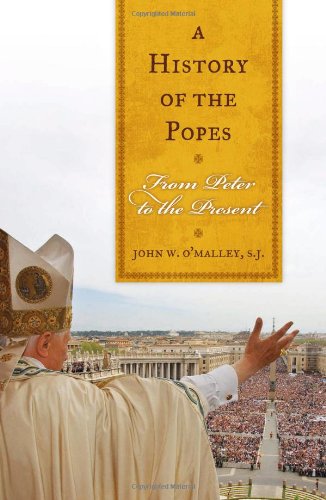 A
HISTORY
OF THE
POPES
From Peter
to the Present
JOHN W. O'MALLEY, S.J.